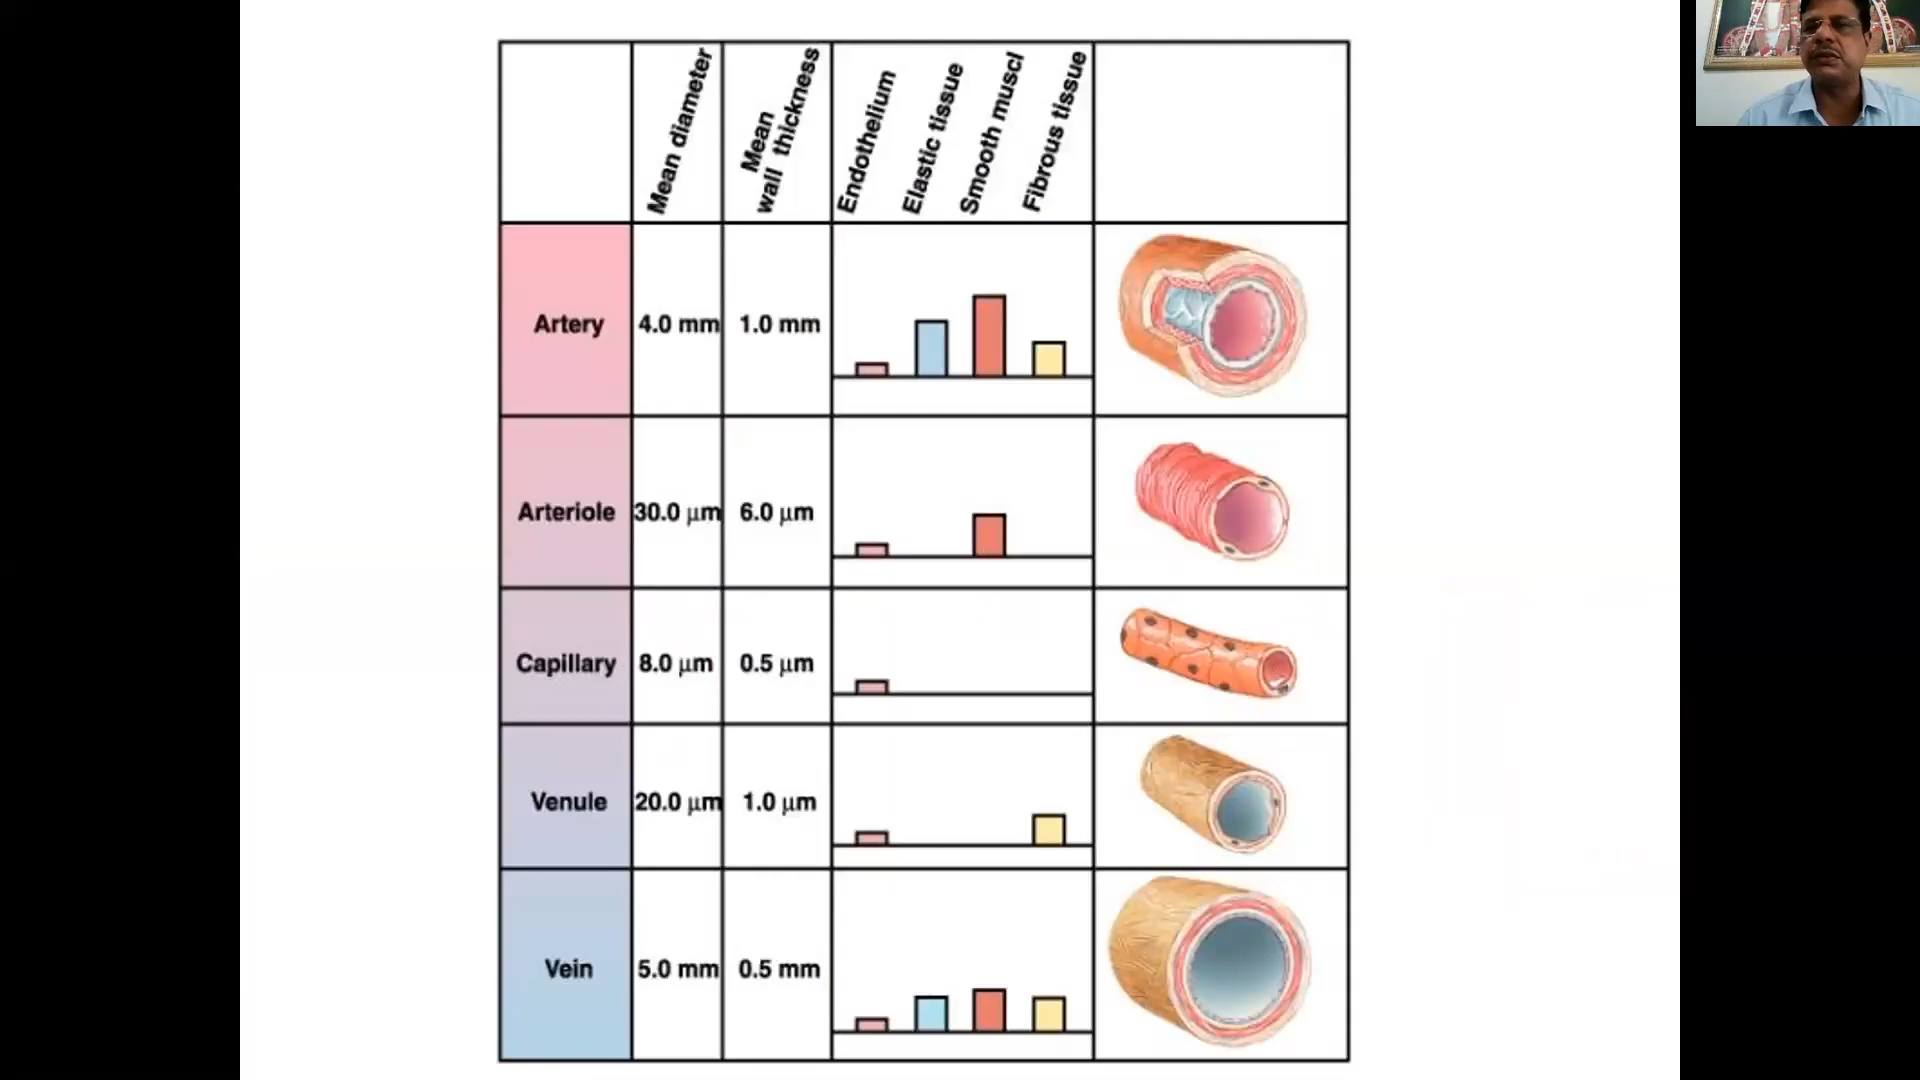 Mean diameter
Mean
wall thickness
Endothelium
Elastic tissue
Smooth muscl
Fibrous tissue
Artery 4.0 mm 1.0 mm
Arteriole 30.0 μm 6.0 μm
Capillary 8.0 μm 0.5 μm
Venule 20.0 μm 1.0 μm
Vein 5.0 mm 0.5 mm